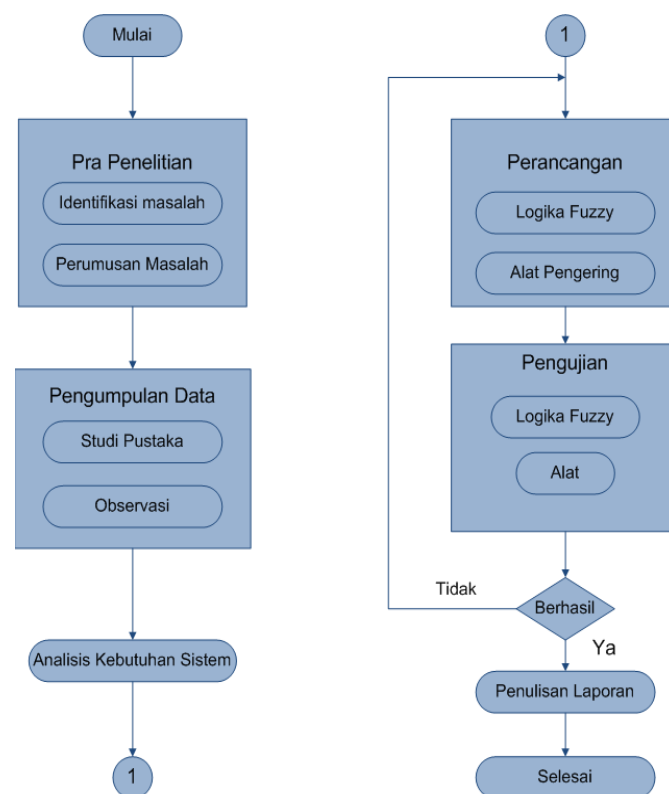 Mulai
Pra Penelitian
Identifikasi masalah
Perumusan Masalah
Pengumpulan Data
Studi Pustaka
Observasi
Analisis Kebutuhan Sistem
1
1
Perancangan
Logika Fuzzy
Alat Pengering
Pengujian
Logika Fuzzy
Alat
Tidak
Berhasil
Ya
Penulisan Laporan
Selesai